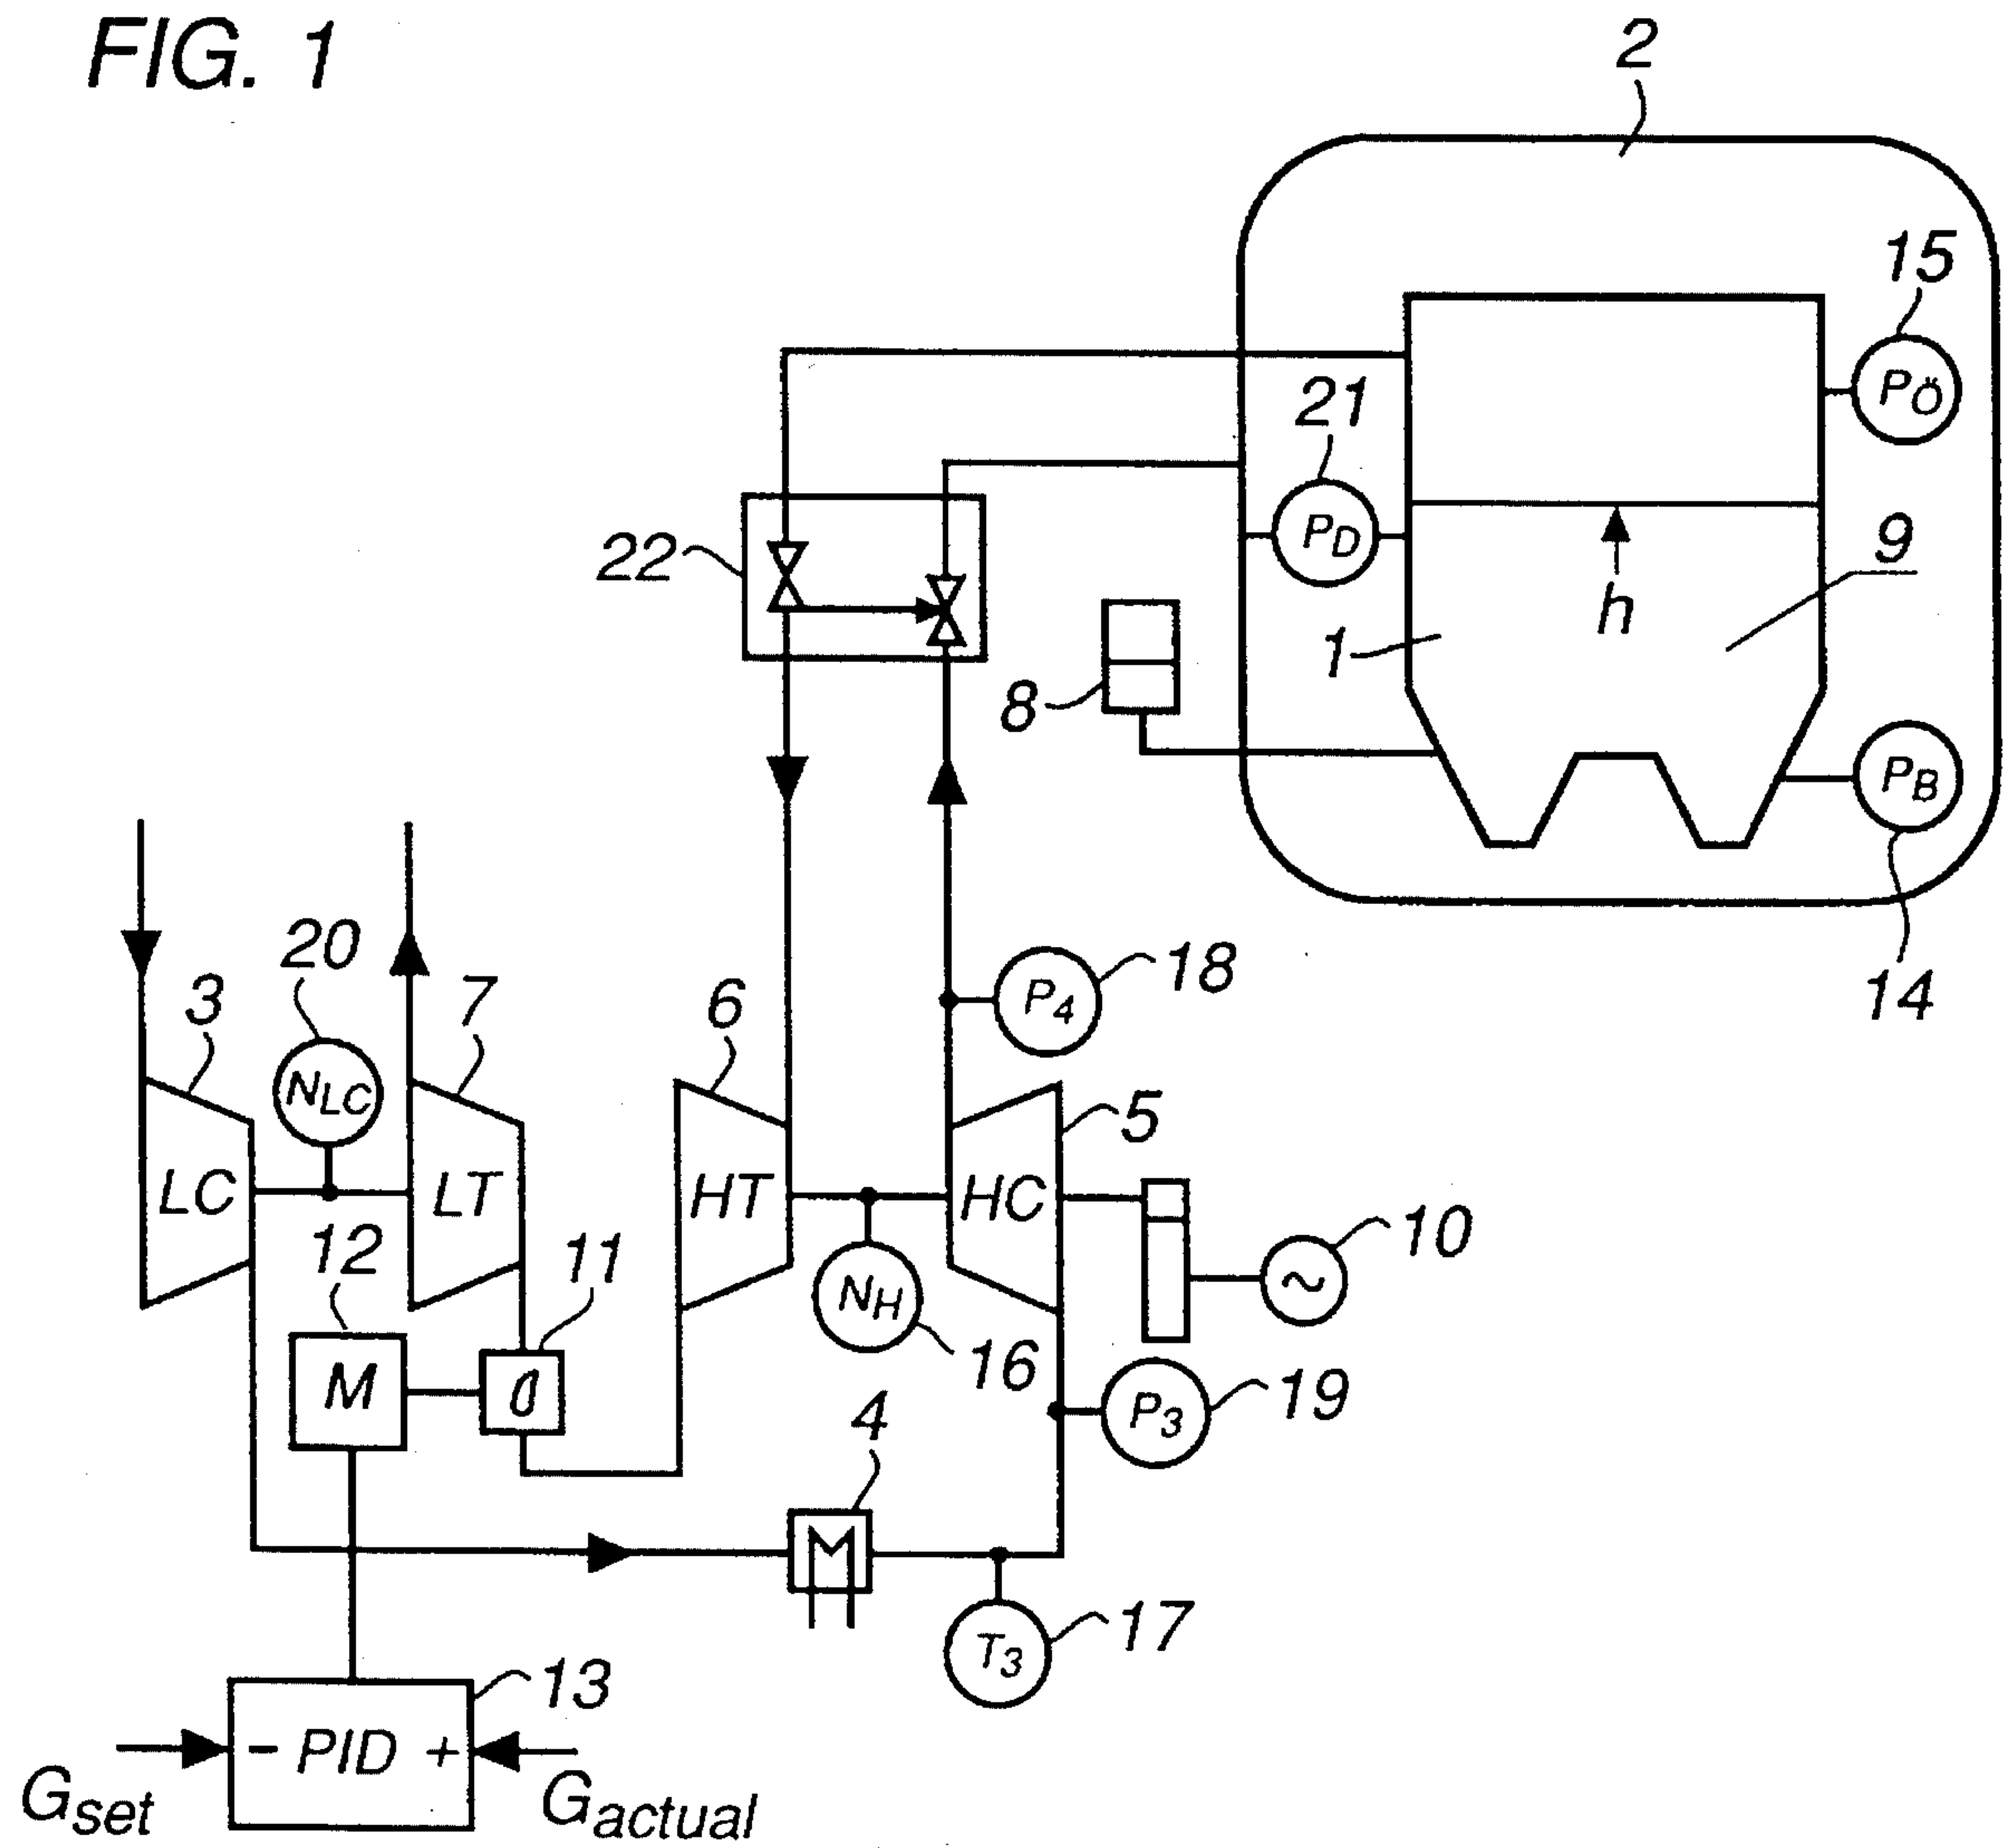 FIG. 1
2
15
PÖ
21
PD
22
9
h
1
8
PB
14
20
3
7
6
18
P4
NLC
5
LC
LT
HT
HC
12
11
10
~
NH
16
M
19
P3
4
17
T3
13
- PID +
Gset
Gactual